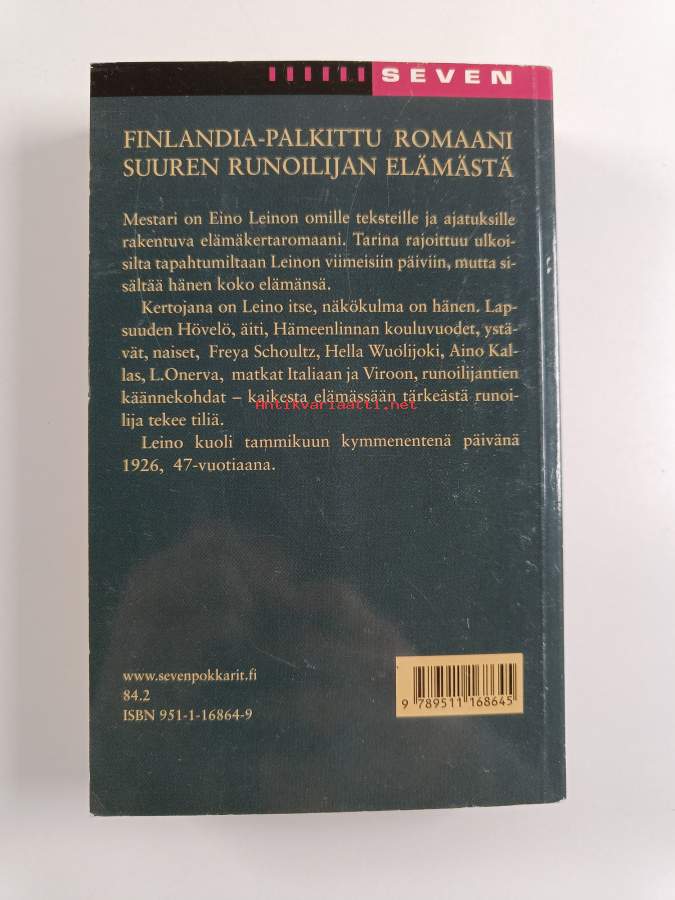 SEVEN
FINLANDIA-PALKITTU ROMAANI
SUUREN RUNOILIJAN ELÄMÄSTÄ
Mestari on Eino Leinon omille teksteille ja ajatuksille
rakentuva elämäkertaromaani. Tarina rajoittuu ulkoi-
silta tapahtumiltaan Leinon viimeisiin päiviin, mutta si-
sältää hänen koko elämänsä.
Kertojana on Leino itse, näkökulma on hänen. Lap-
suuden Hövelö, äiti, Hämeenlinnan kouluvuodet, ystä-
vät, naiset, Freya Schoultz, Hella Wuolijoki, Aino Kal-
las, L.Onerva, matkat Italiaan ja Viroon, runoilijantien
käännekohdat – kaikesta elämässään tärkeästä runoi-
lija tekee tiliä.
Antikvariaatti.net
Leino kuoli tammikuun kymmenentenä päivänä
1926, 47-vuotiaana.
www.sevenpokkarit.fi
84.2
ISBN 951-1-16864-9
9 789511 168645